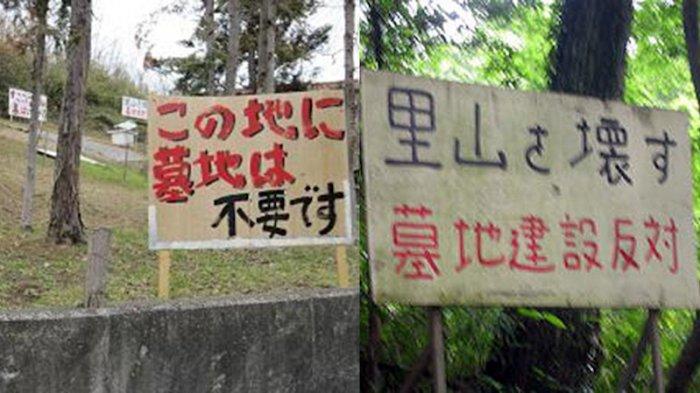 この地に
墓地は
不要です
里山を壊す
墓地建設反対